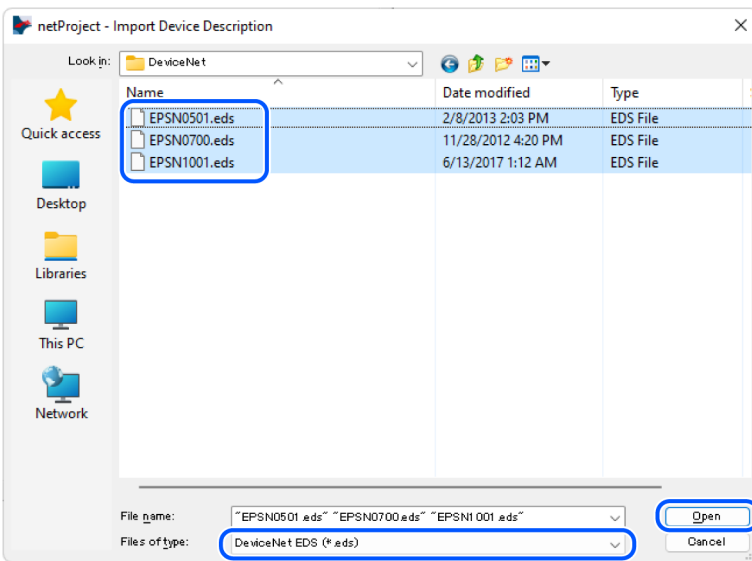 netProject - Import Device Description
Look in: DeviceNet
Name Date modified Type
EPSN0501.eds 2/8/2013 2:03 PM EDS File
EPSN0700.eds 11/28/2012 4:20 PM EDS File
EPSN1001.eds 6/13/2017 1:12 AM EDS File
Quick access
Desktop
Libraries
This PC
Network
File name: "EPSN0501.eds" "EPSN0700.eds" "EPSN1001.eds" Open
Files of type: DeviceNet EDS (*.eds) Cancel